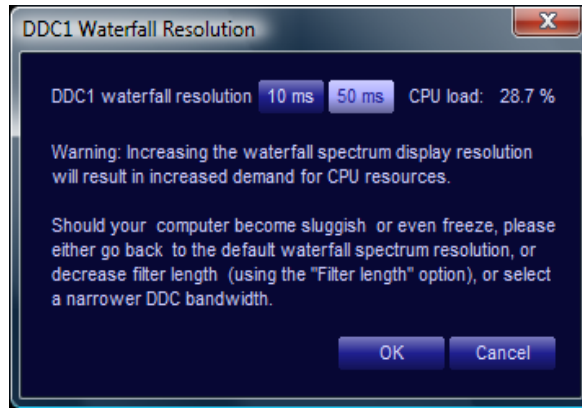 DDC1 Waterfall Resolution
DDC1 waterfall resolution 10 ms 50 ms CPU load: 28.7 %
Warning: Increasing the waterfall spectrum display resolution
will result in increased demand for CPU resources.
Should your computer become sluggish or even freeze, please
either go back to the default waterfall spectrum resolution, or
decrease filter length (using the "Filter length" option), or select
a narrower DDC bandwidth.
OK Cancel